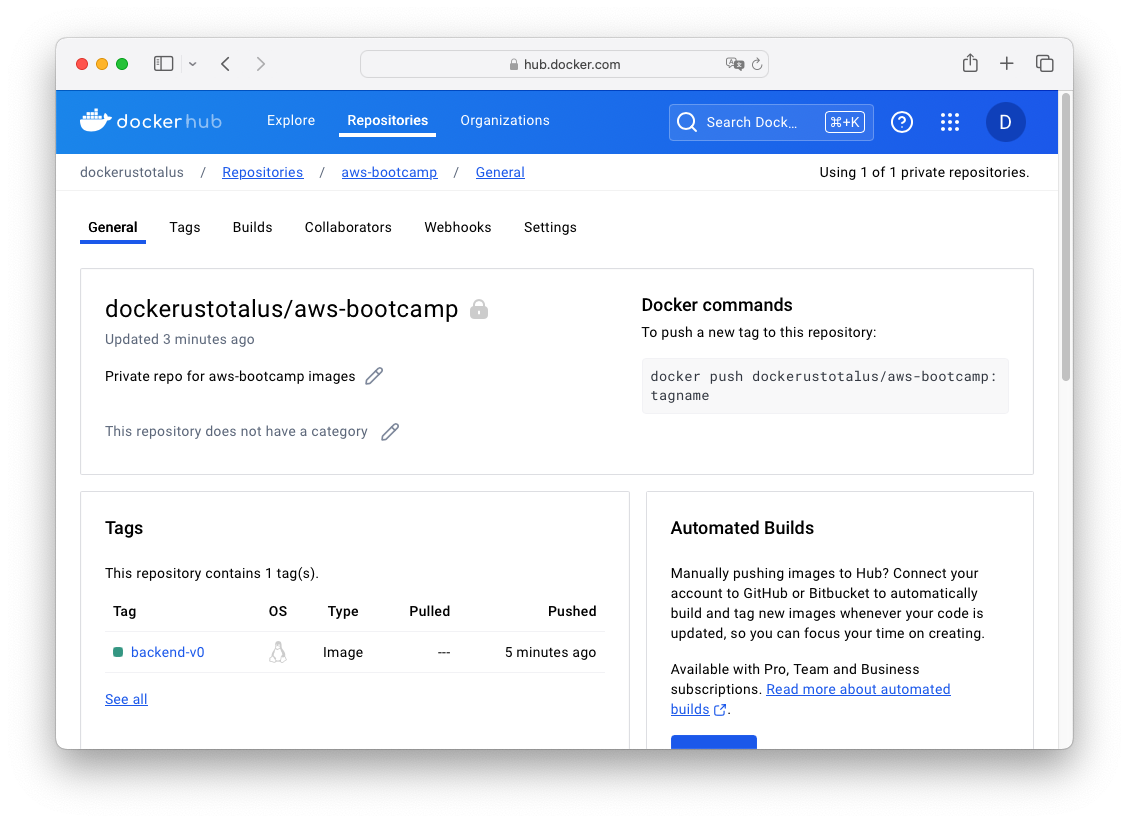 hub.docker.com
docker hub
Explore
Repositories
Organizations
Search Dock...
⌘+K
D
dockerustotalus / Repositories / aws-bootcamp / General
Using 1 of 1 private repositories.
General
Tags
Builds
Collaborators
Webhooks
Settings
dockerustotalus/aws-bootcamp
Updated 3 minutes ago
Private repo for aws-bootcamp images
This repository does not have a category
Docker commands
To push a new tag to this repository:
docker push dockerustotalus/aws-bootcamp:
tagname
Tags
This repository contains 1 tag(s).
Tag OS Type Pulled Pushed
backend-v0 Image --- 5 minutes ago
See all
Automated Builds
Manually pushing images to Hub? Connect your
account to GitHub or Bitbucket to automatically
build and tag new images whenever your code is
updated, so you can focus your time on creating.
Available with Pro, Team and Business
subscriptions. Read more about automated
builds.